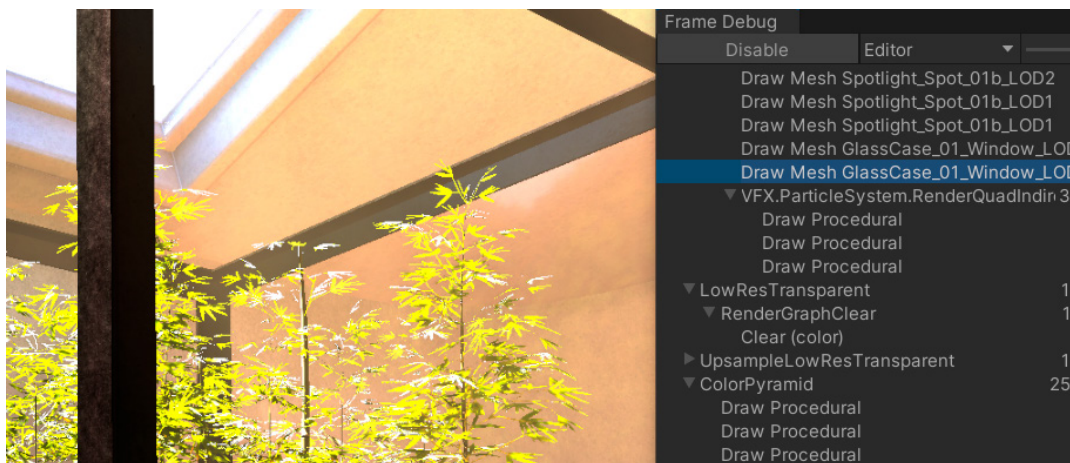 Frame Debug
Disable Editor
Draw Mesh Spotlight_Spot_01b_LOD2
Draw Mesh Spotlight_Spot_01b_LOD1
Draw Mesh Spotlight_Spot_01b_LOD1
Draw Mesh GlassCase_01_Window_LOD
Draw Mesh GlassCase_01_Window_LOD
VFX.ParticleSystem.RenderQuadIndir 3
Draw Procedural
Draw Procedural
Draw Procedural
LowResTransparent 1
RenderGraphClear 1
Clear (color)
UpsampleLowResTransparent 1
ColorPyramid 25
Draw Procedural
Draw Procedural
Draw Procedural